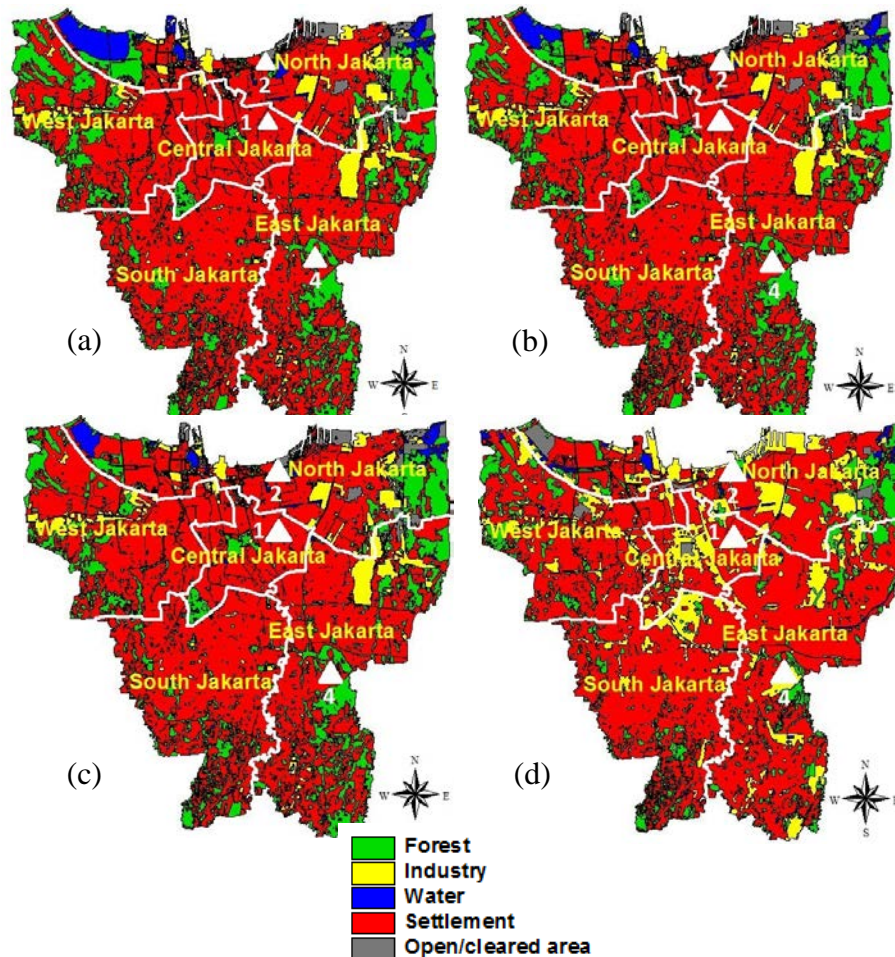 North Jakarta
2
West Jakarta
1
Central Jakarta
East Jakarta
South Jakarta
4
(a)
N
W E
North Jakarta
2
West Jakarta
1
Central Jakarta
East Jakarta
South Jakarta
4
(b)
N
W E
North Jakarta
2
West Jakarta
1
Central Jakarta
East Jakarta
South Jakarta
4
(c)
N
W E
S
North Jakarta
2
West Jakarta
1
Central Jakarta
East Jakarta
South Jakarta
4
(d)
N
W
S
Forest
Industry
Water
Settlement
Open/cleared area